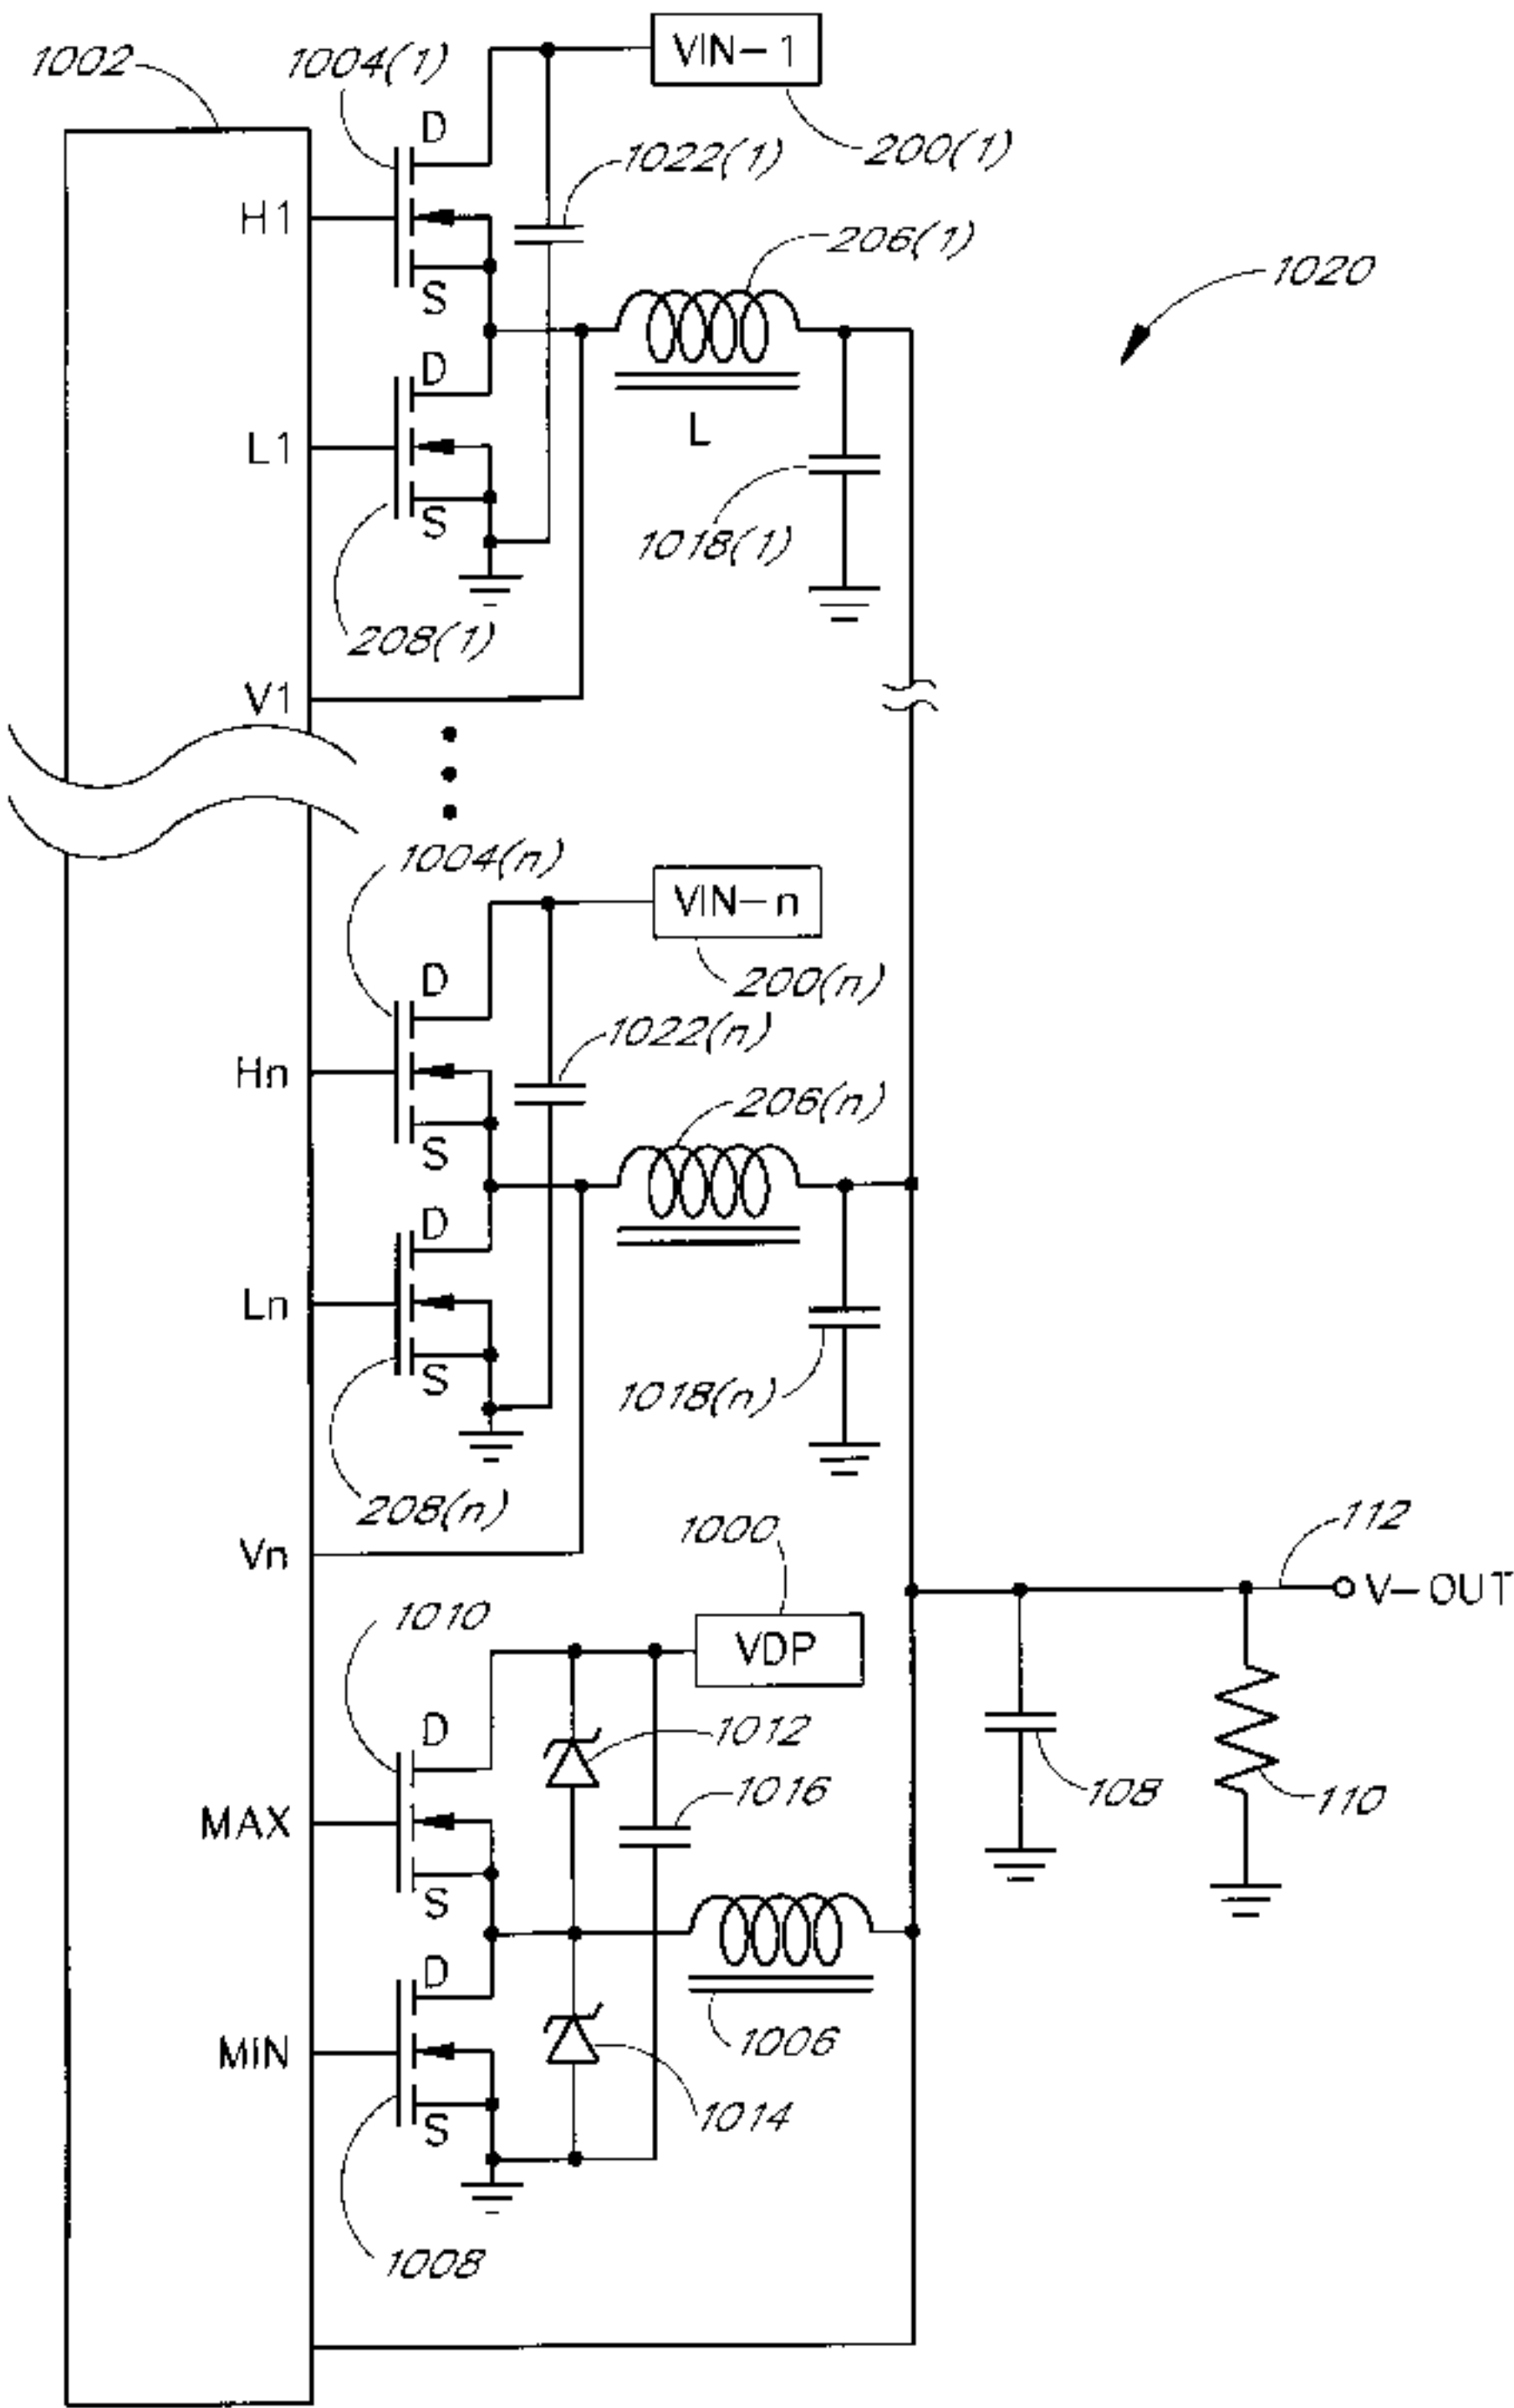 1002
1004(1)
VIN-1
D
1022(1)
200(1)
H1
206(1)
S
1020
D
L1
L
S
1018(1)
208(1)
V1
1004(n)
VIN-n
D
200(n)
1022(n)
Hn
206(n)
S
D
Ln
S
1018(n)
208(n)
1000
112
Vn
V-OUT
1010
VDP
D
1012
1016
108
110
MAX
S
D
MIN
1006
S
1014
1008